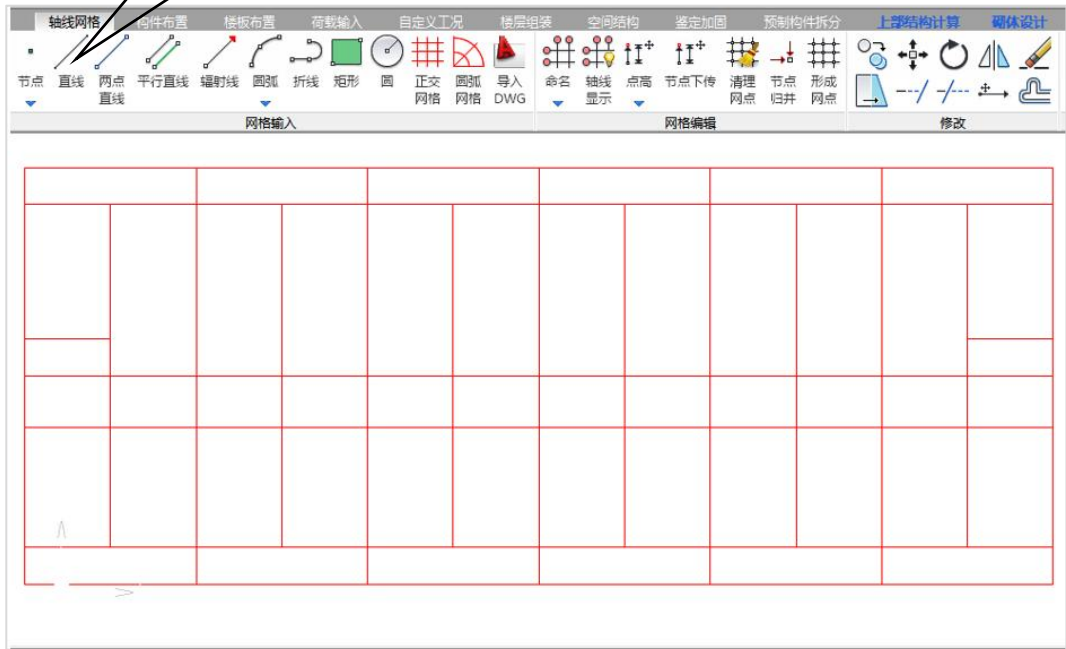 轴线网格 构件布置 楼板布置 荷载输入 自定义工况 楼层组装 空间结构 鉴定加固 预制构件拆分 上部结构计算 砌体设计
节点 直线 两点直线 平行直线 辐射线 圆弧 折线 矩形 圆 正交网格 圆弧网格 导入DWG 命名 轴线显示 点高 节点下传 清理网点 节点归并 形成网点
网格输入 网格编辑 修改